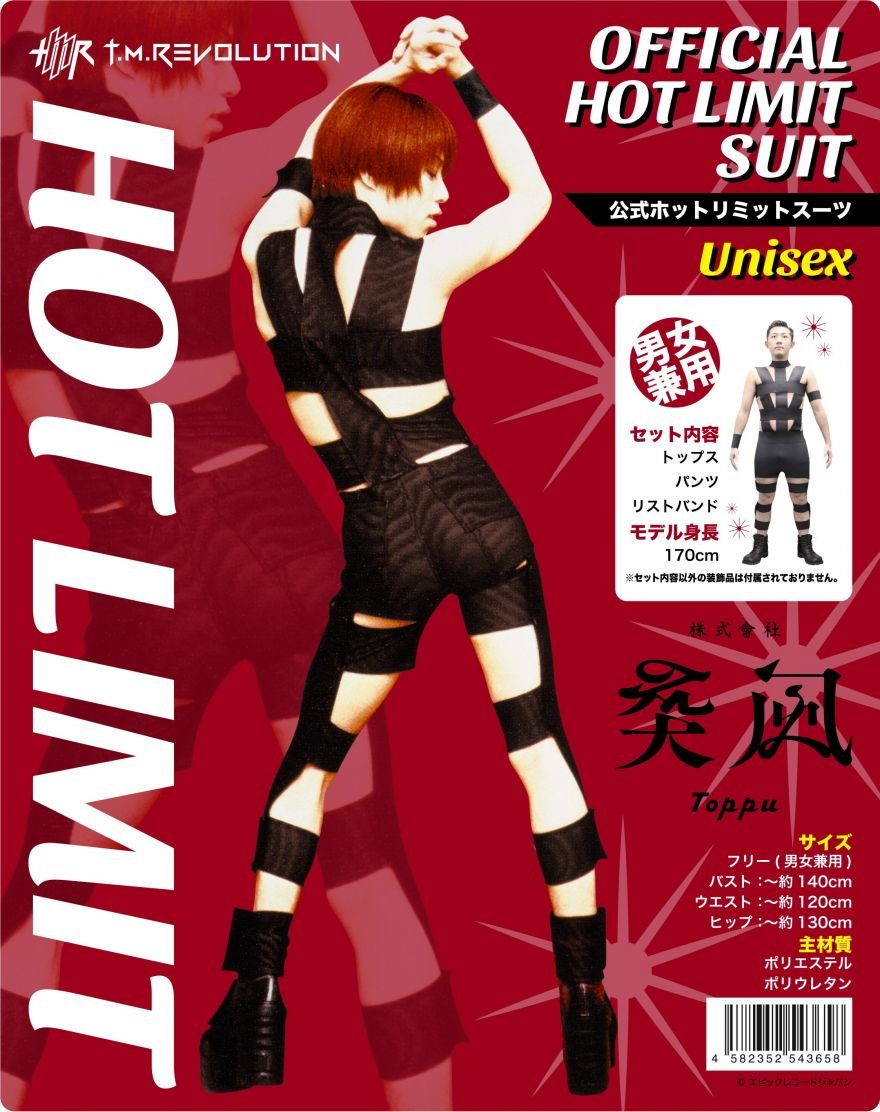 T.M.REVOLUTION
HOT LIMIT
OFFICIAL
HOT LIMIT
SUIT
公式ホットリミットスーツ
Unisex
男女
兼用
セット内容
トップス
パンツ
リストバンド
モデル身長
170cm
※セット内容以外の装飾品は付属されておりません。
株式會社
突風
Toppu
サイズ
フリー(男女兼用)
バスト:〜約140cm
ウエスト:〜約120cm
ヒップ:〜約130cm
主材質
ポリエステル
ポリウレタン
4 582352 543658
© エピックレコードジャパン